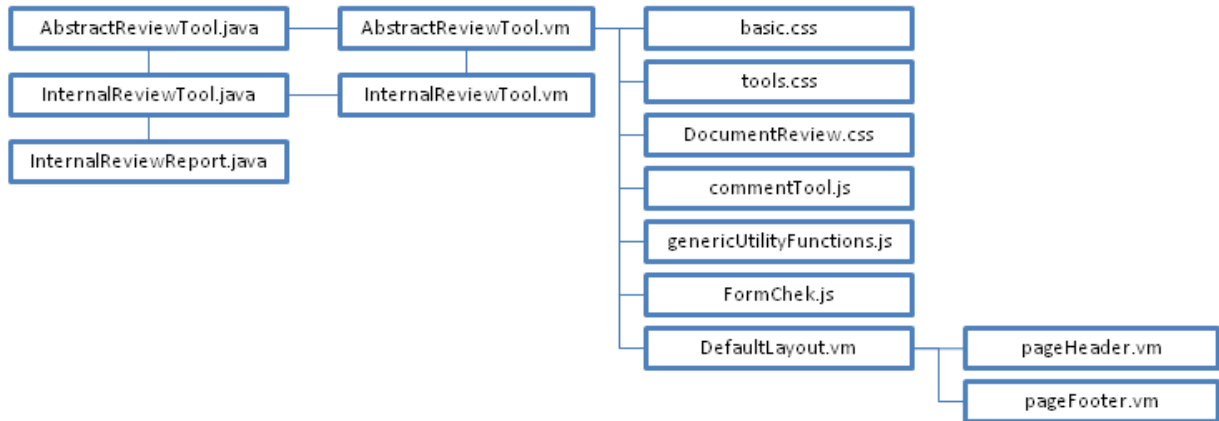 AbstractReviewTool.java
AbstractReviewTool.vm
basic.css
tools.css
InternalReviewTool.java
InternalReviewTool.vm
DocumentReview.css
InternalReviewReport.java
commentTool.js
genericUtilityFunctions.js
FormChek.js
DefaultLayout.vm
pageHeader.vm
pageFooter.vm